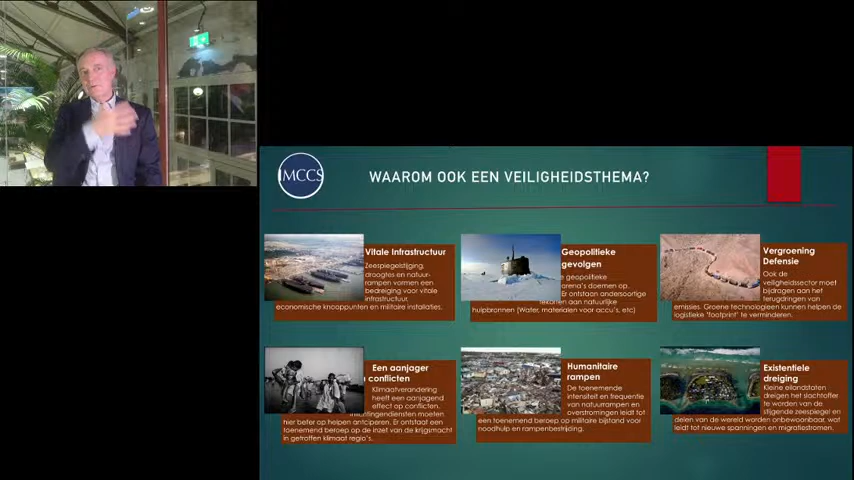 IMCCS
WAAROM OOK EEN VEILIGHEIDSTHEMA?
Vitale Infrastructuur
Zeespiegelstijging,
droogtes en natuur-
rampen vormen een
bedreiging voor vitale
infrastructuur,
economische knooppunten en militaire installaties.
Geopolitieke
gevolgen
geopolitieke
arena's doemen op.
Er ontstaan andersoortige
tekorten aan natuurlijke
hulpbronnen (Water, materialen voor accu's, etc)
Vergroening
Defensie
Ook de
veiligheidssector moet
bijdragen aan het
terugdringen van
emissies. Groene technologieën kunnen helpen de
logistieke 'footprint' te verminderen.
Een aanjager
conflicten
Klimaatverandering
heeft een aanjagend
effect op conflicten.
moeten
hier beter op helpen anticiperen. Er ontstaat een
toenemend beroep op de inzet van de krijgsmacht
in getroffen klimaat regio's.
Humanitaire
rampen
De toenemende
intensiteit en frequentie
van natuurrampen en
overstromingen leidt tot
een toenemend beroep op militaire bijstand voor
noodhulp en rampenbestrijding.
Existentiele
dreiging
Kleine eilandstaten
dreigen het slachtoffer
te worden van de
stijgende zeespiegel en
delen van de wereld worden onbewoonbaar, wat
leidt tot nieuwe spanningen en migratiestromen.